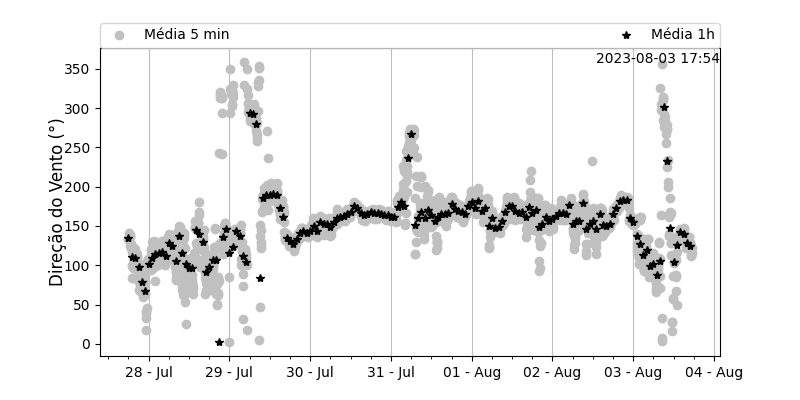 Média 5 min
Média 1h
2023-08-03 17:54
Direção do Vento (°)
350
300
250
200
150
100
50
0
28 - Jul
29 - Jul
30 - Jul
31 - Jul
01 - Aug
02 - Aug
03 - Aug
04 - Aug